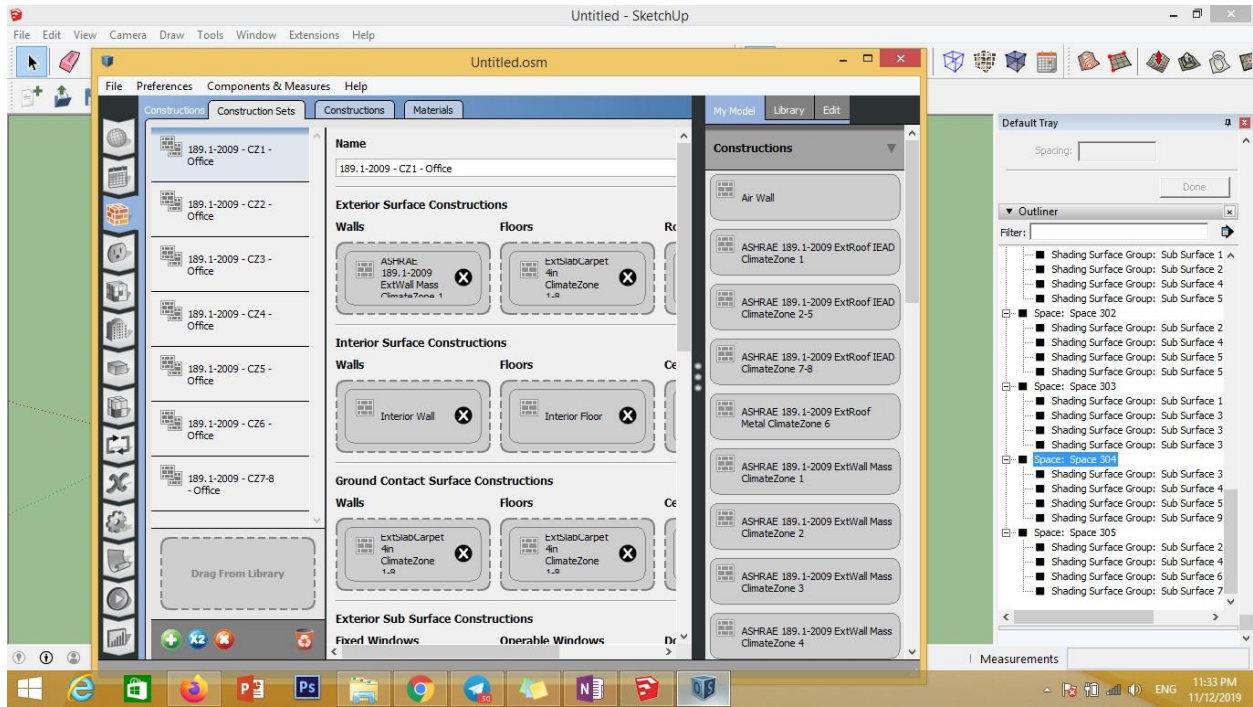 Untitled - SketchUp
File Edit View Camera Draw Tools Window Extensions Help
Untitled.osm
File Preferences Components & Measures Help
Constructions Construction Sets Constructions Materials
189.1-2009 - CZ1 -
Office
189.1-2009 - CZ2 -
Office
189.1-2009 - CZ3 -
Office
189.1-2009 - CZ4 -
Office
189.1-2009 - CZ5 -
Office
189.1-2009 - CZ6 -
Office
189.1-2009 - CZ7-8
- Office
Drag From Library
X2
Name
189.1-2009 - CZ1 - Office
Exterior Surface Constructions
Walls Floors Ro
ASHRAE
189.1-2009
ExtWall Mass
ClimateZone 1
ExtSlabCarpet
4in
ClimateZone
1-8
Interior Surface Constructions
Walls Floors Ce
Interior Wall Interior Floor
Ground Contact Surface Constructions
Walls Floors Ce
ExtSlabCarpet
4in
ClimateZone
1-8
ExtSlabCarpet
4in
ClimateZone
1-8
Exterior Sub Surface Constructions
Fixed Windows Operable Windows Do
My Model Library Edit
Constructions
Air Wall
ASHRAE 189.1-2009 ExtRoof IEAD
ClimateZone 1
ASHRAE 189.1-2009 ExtRoof IEAD
ClimateZone 2-5
ASHRAE 189.1-2009 ExtRoof IEAD
ClimateZone 7-8
ASHRAE 189.1-2009 ExtRoof
Metal ClimateZone 6
ASHRAE 189.1-2009 ExtWall Mass
ClimateZone 1
ASHRAE 189.1-2009 ExtWall Mass
ClimateZone 2
ASHRAE 189.1-2009 ExtWall Mass
ClimateZone 3
ASHRAE 189.1-2009 ExtWall Mass
ClimateZone 4
Default Tray
Spacing:
Done
Outliner
Filter:
Shading Surface Group: Sub Surface 1
Shading Surface Group: Sub Surface 2
Shading Surface Group: Sub Surface 4
Shading Surface Group: Sub Surface 5
Space: Space 302
Shading Surface Group: Sub Surface 2
Shading Surface Group: Sub Surface 4
Shading Surface Group: Sub Surface 5
Shading Surface Group: Sub Surface 5
Space: Space 303
Shading Surface Group: Sub Surface 1
Shading Surface Group: Sub Surface 3
Shading Surface Group: Sub Surface 3
Shading Surface Group: Sub Surface 3
Space: Space 304
Shading Surface Group: Sub Surface 3
Shading Surface Group: Sub Surface 4
Shading Surface Group: Sub Surface 5
Shading Surface Group: Sub Surface 9
Space: Space 305
Shading Surface Group: Sub Surface 2
Shading Surface Group: Sub Surface 4
Shading Surface Group: Sub Surface 6
Shading Surface Group: Sub Surface 7
Measurements
Ps
50
ENG
11:33 PM
11/12/2019